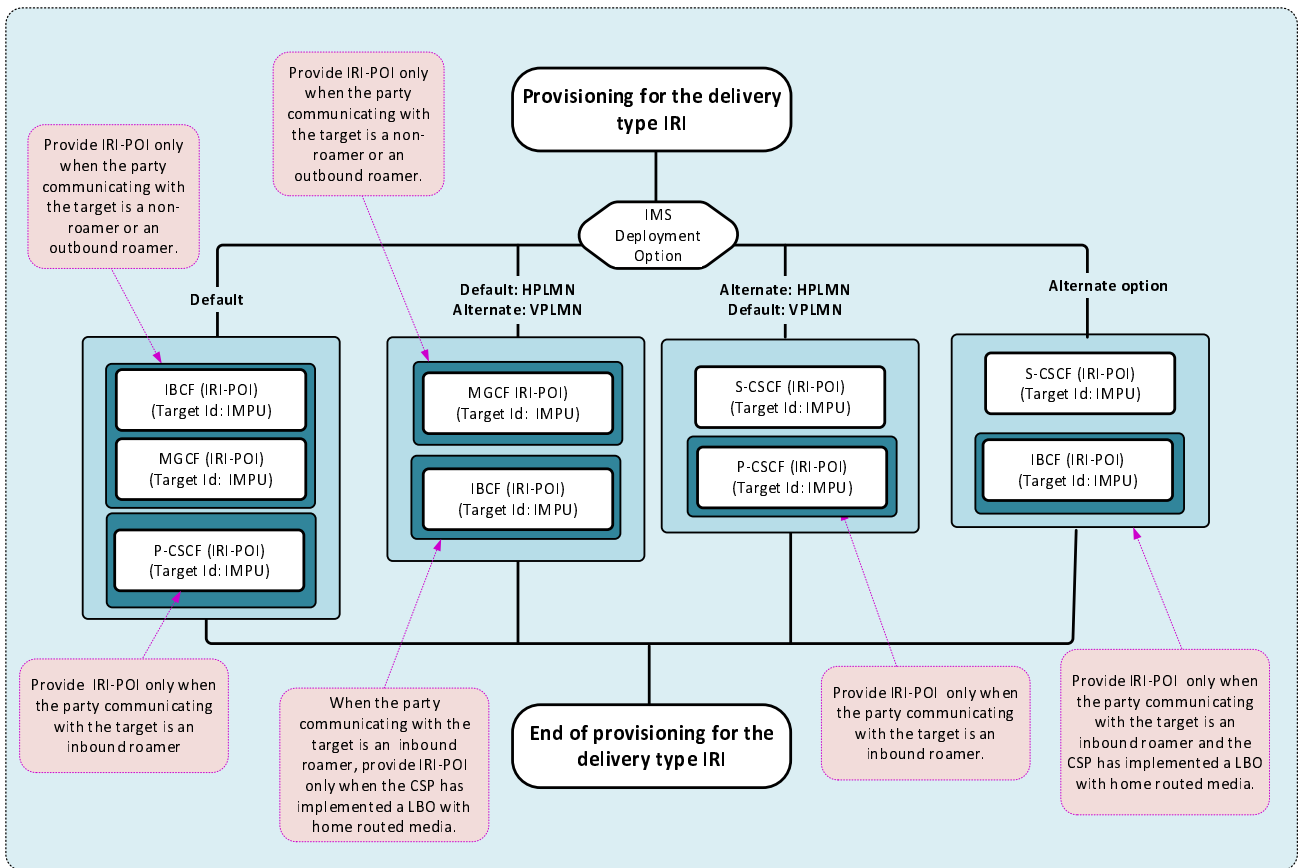 Provide IRI-POI only
when the party
communicating with
the target is a non-
roamer or an
outbound roamer.
Provisioning for the delivery
type IRI
Provide IRI-POI only
when the party
communicating with
the target is a non-
roamer or an
outbound roamer.
IMS
Deployment
Option
Default
Default: HPLMN
Alternate: VPLMN
Alternate: HPLMN
Default: VPLMN
Alternate option
IBCF (IRI-POI)
(Target Id: IMPU)
MGCF (IRI-POI)
(Target Id: IMPU)
P-CSCF (IRI-POI)
(Target Id: IMPU)
MGCF IRI-POI)
(Target Id: IMPU)
IBCF (IRI-POI)
(Target Id: IMPU)
S-CSCF (IRI-POI)
(Target Id: IMPU)
P-CSCF (IRI-POI)
(Target Id: IMPU)
S-CSCF (IRI-POI)
(Target Id: IMPU)
IBCF (IRI-POI)
(Target Id: IMPU)
Provide IRI-POI only when
the party communicating
with the target is an
inbound roamer
When the party
communicating with the
target is an inbound
roamer, provide IRI-POI
only when the CSP has
implemented a LBO with
home routed media.
End of provisioning for the
delivery type IRI
Provide IRI-POI only when
the party communicating
with the target is an
inbound roamer.
Provide IRI-POI only when
the party communicating
with the target is an
inbound roamer and the
CSP has implemented a LBO
with home routed media.